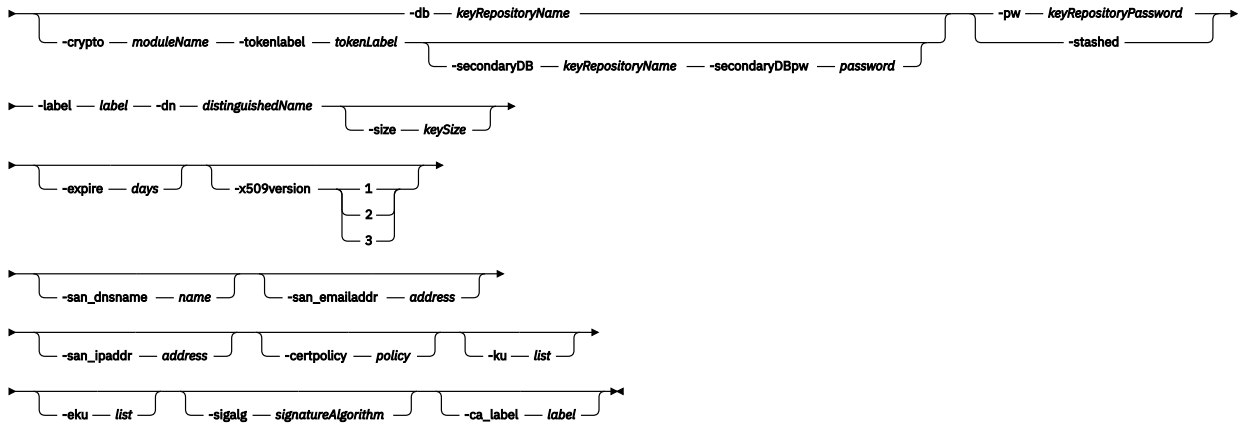 -db keyRepositoryName -pw keyRepositoryPassword
-crypto moduleName -tokenlabel tokenLabel -stashed
-secondaryDB keyRepositoryName -secondaryDBpw password
-label label -dn distinguishedName
-size keySize
-expire days -x509version 1
2
3
-san_dnsname name -san_emailaddr address
-san_ipaddr address -certpolicy policy -ku list
-eku list -sigalg signatureAlgorithm -ca_label label